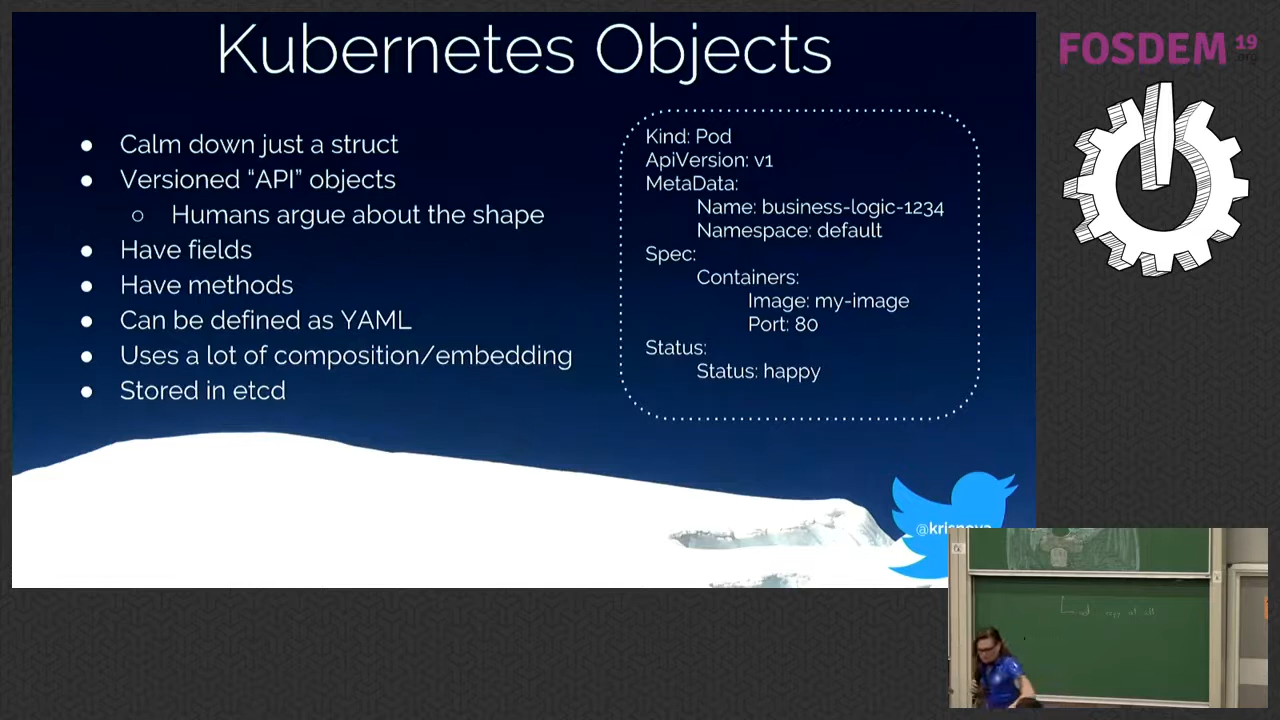 Kubernetes Objects
● Calm down just a struct
● Versioned “API” objects
○ Humans argue about the shape
● Have fields
● Have methods
● Can be defined as YAML
● Uses a lot of composition/embedding
● Stored in etcd
Kind: Pod
ApiVersion: v1
MetaData:
Name: business-logic-1234
Namespace: default
Spec:
Containers:
Image: my-image
Port: 80
Status:
Status: happy
@krisnova
FOSDEM 19
.org